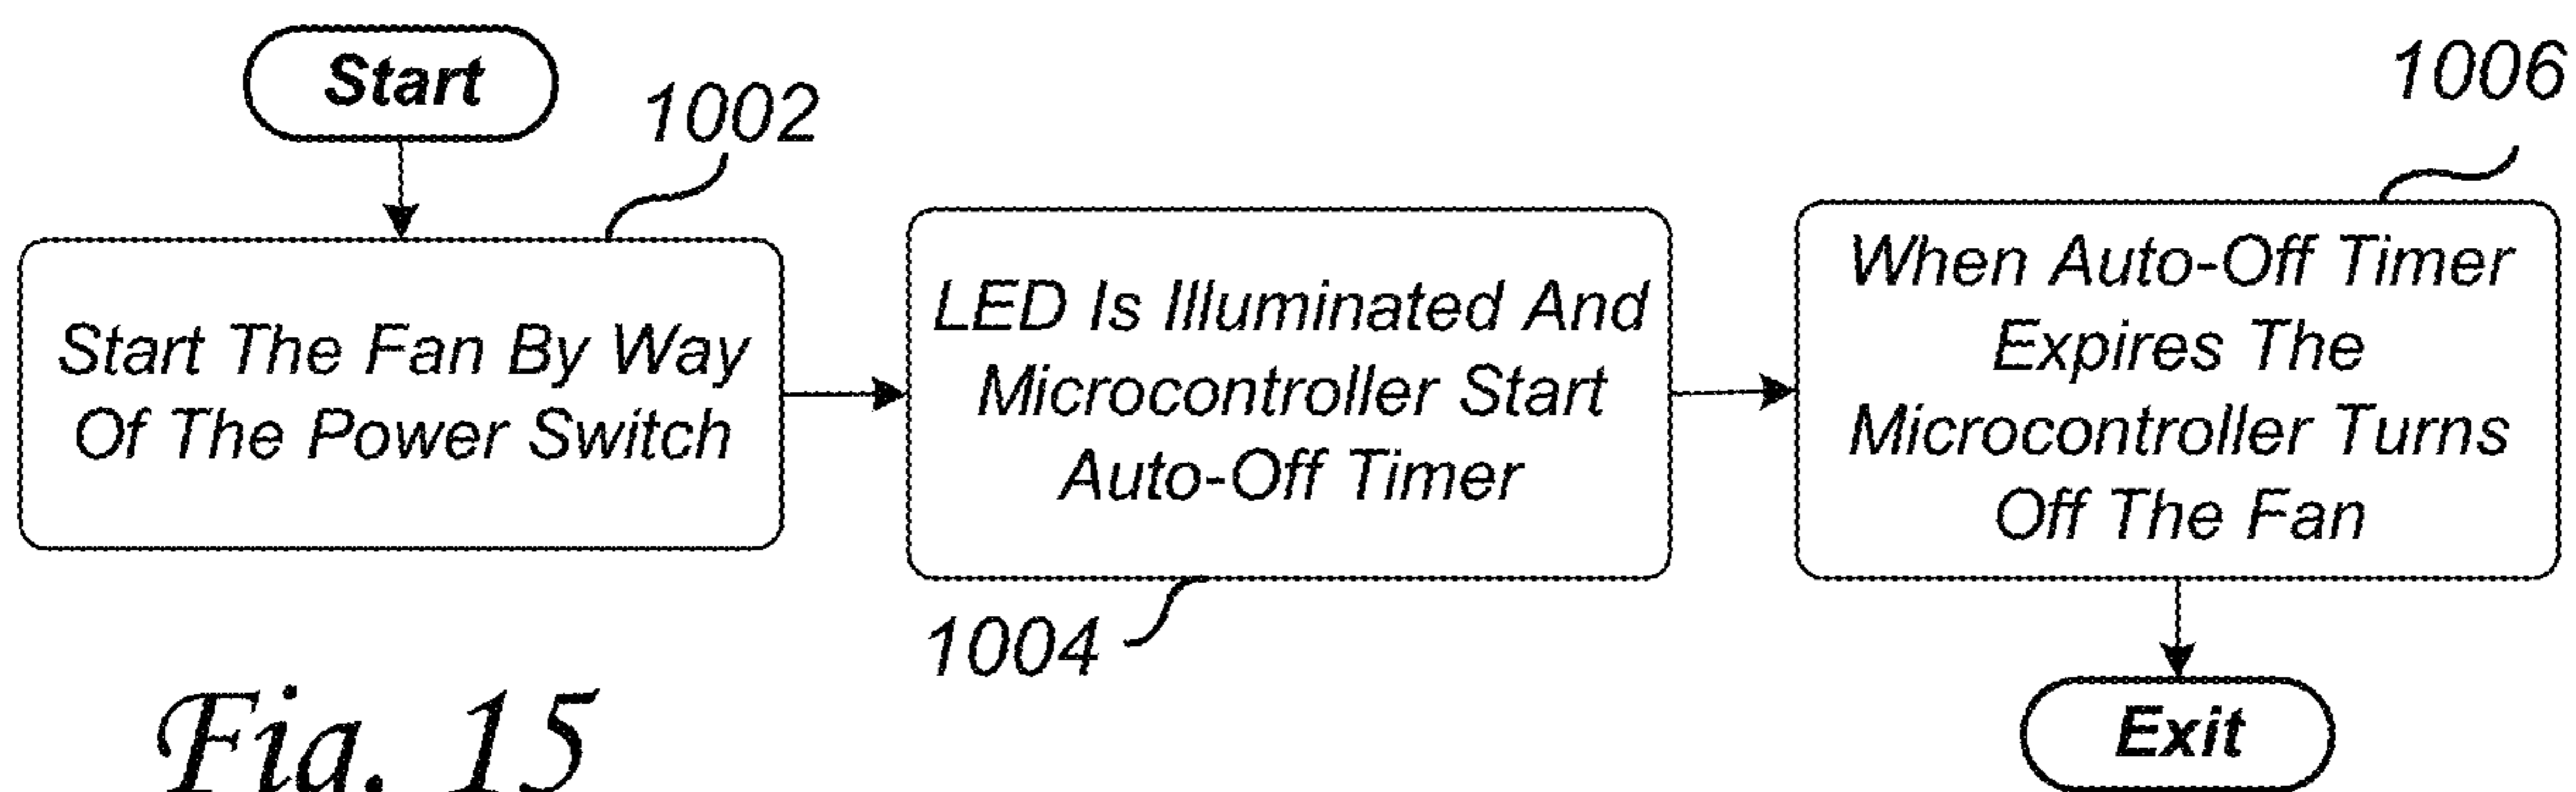 Start
1002
1006
Start The Fan By Way
Of The Power Switch
LED Is Illuminated And
Microcontroller Start
Auto-Off Timer
When Auto-Off Timer
Expires The
Microcontroller Turns
Off The Fan
1004
Exit
Fig. 15